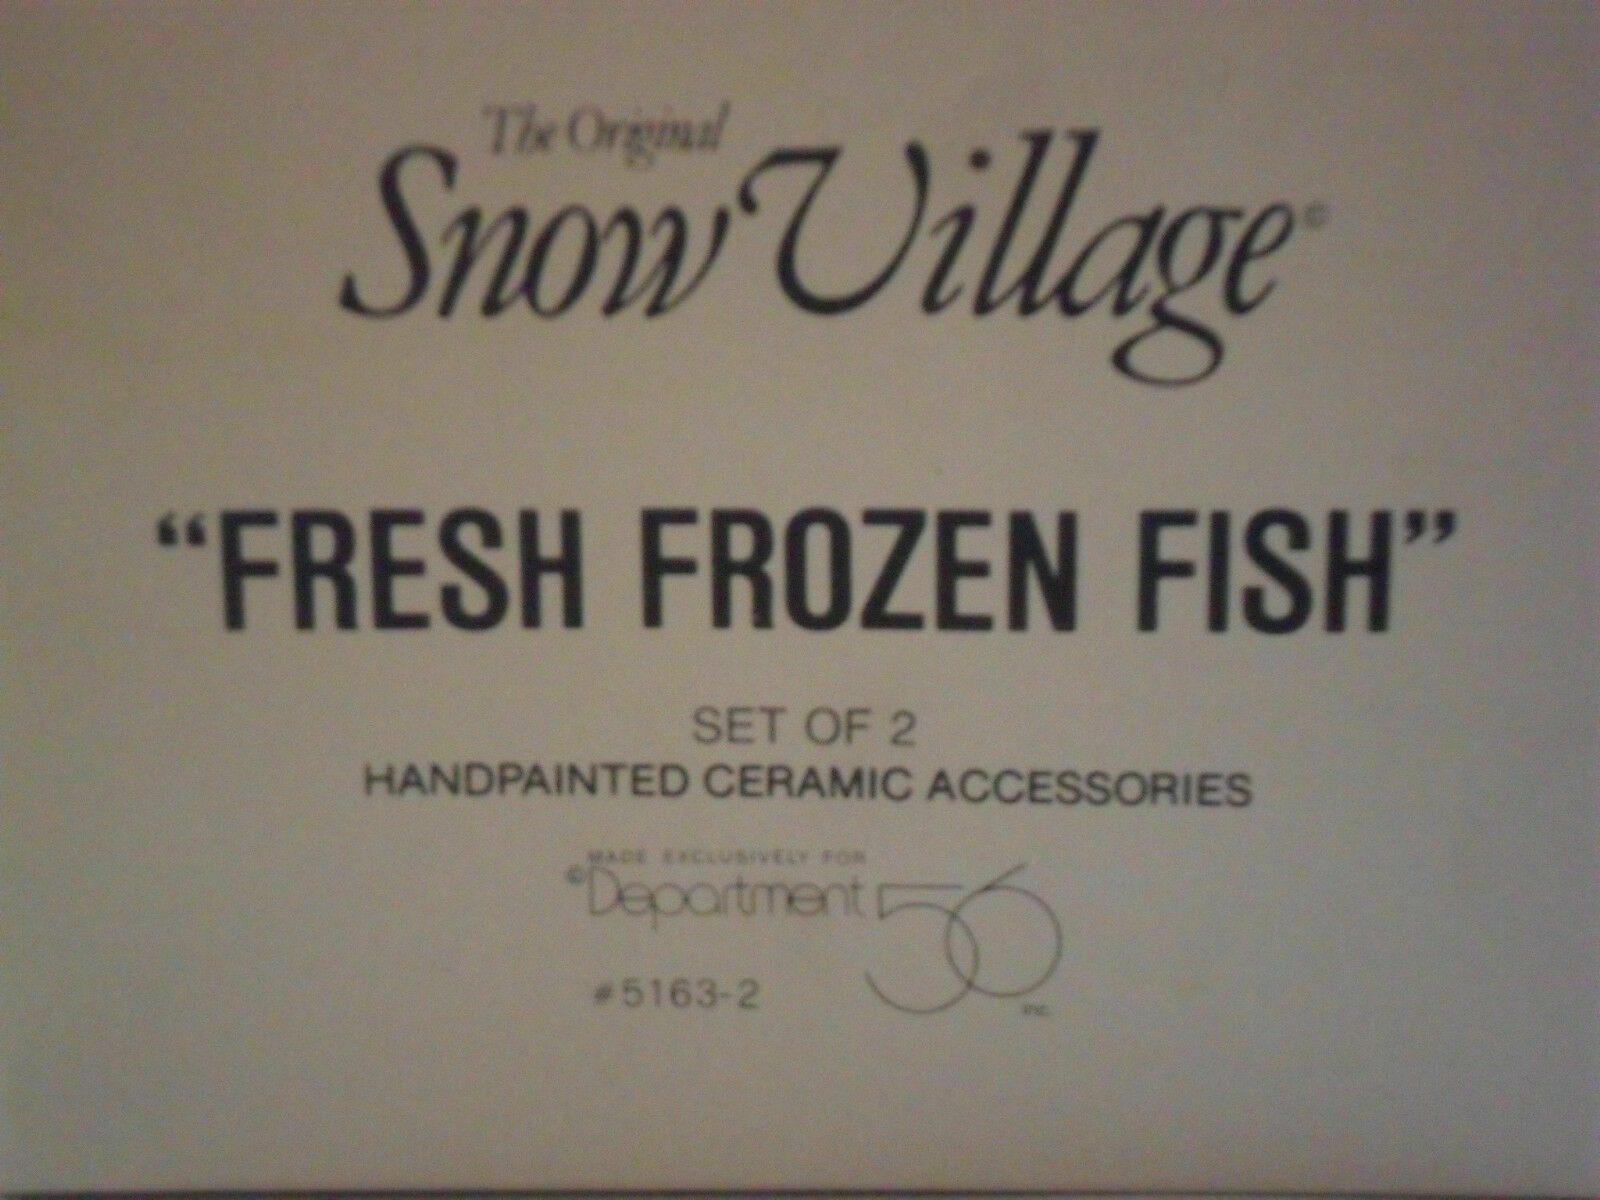 The Original
Snow Village©
“FRESH FROZEN FISH”
SET OF 2
HANDPAINTED CERAMIC ACCESSORIES
MADE EXCLUSIVELY FOR
©Department 56
inc.
#5163-2